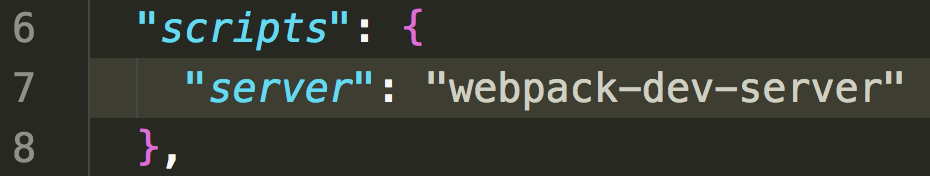 6 "scripts": {
7 "server": "webpack-dev-server"
8 },